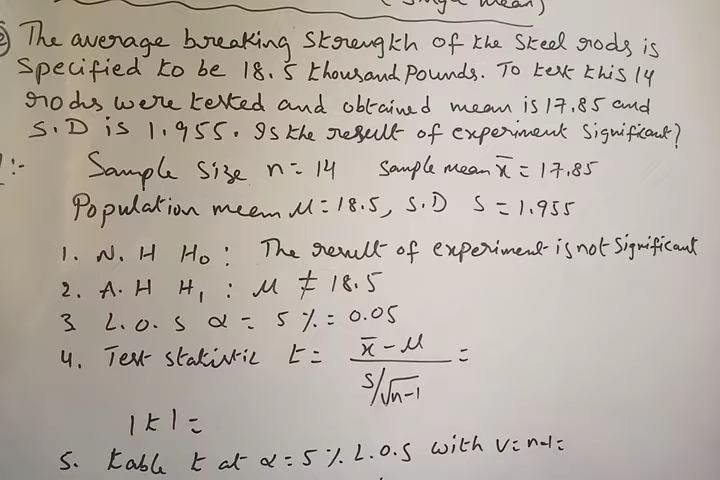 (Single mean)
The average breaking strength of the steel rods is
specified to be 18.5 thousand pounds. To test this 14
rods were tested and obtained mean is 17.85 and
S.D is 1.955. Is the result of experiment significant?
:- Sample size n = 14 Sample mean x̄ = 17.85
Population meem μ = 18.5, S.D S = 1.955
1. N.H H₀ : The result of experiment is not significant
2. A.H H₁ : μ ≠ 18.5
3 L.O.S α = 5 % = 0.05
4. Test statistic t = (x̄ - μ) / (S/√n-1) =
|t| =
5. table t at α = 5 % L.O.S with ν = n-1 =